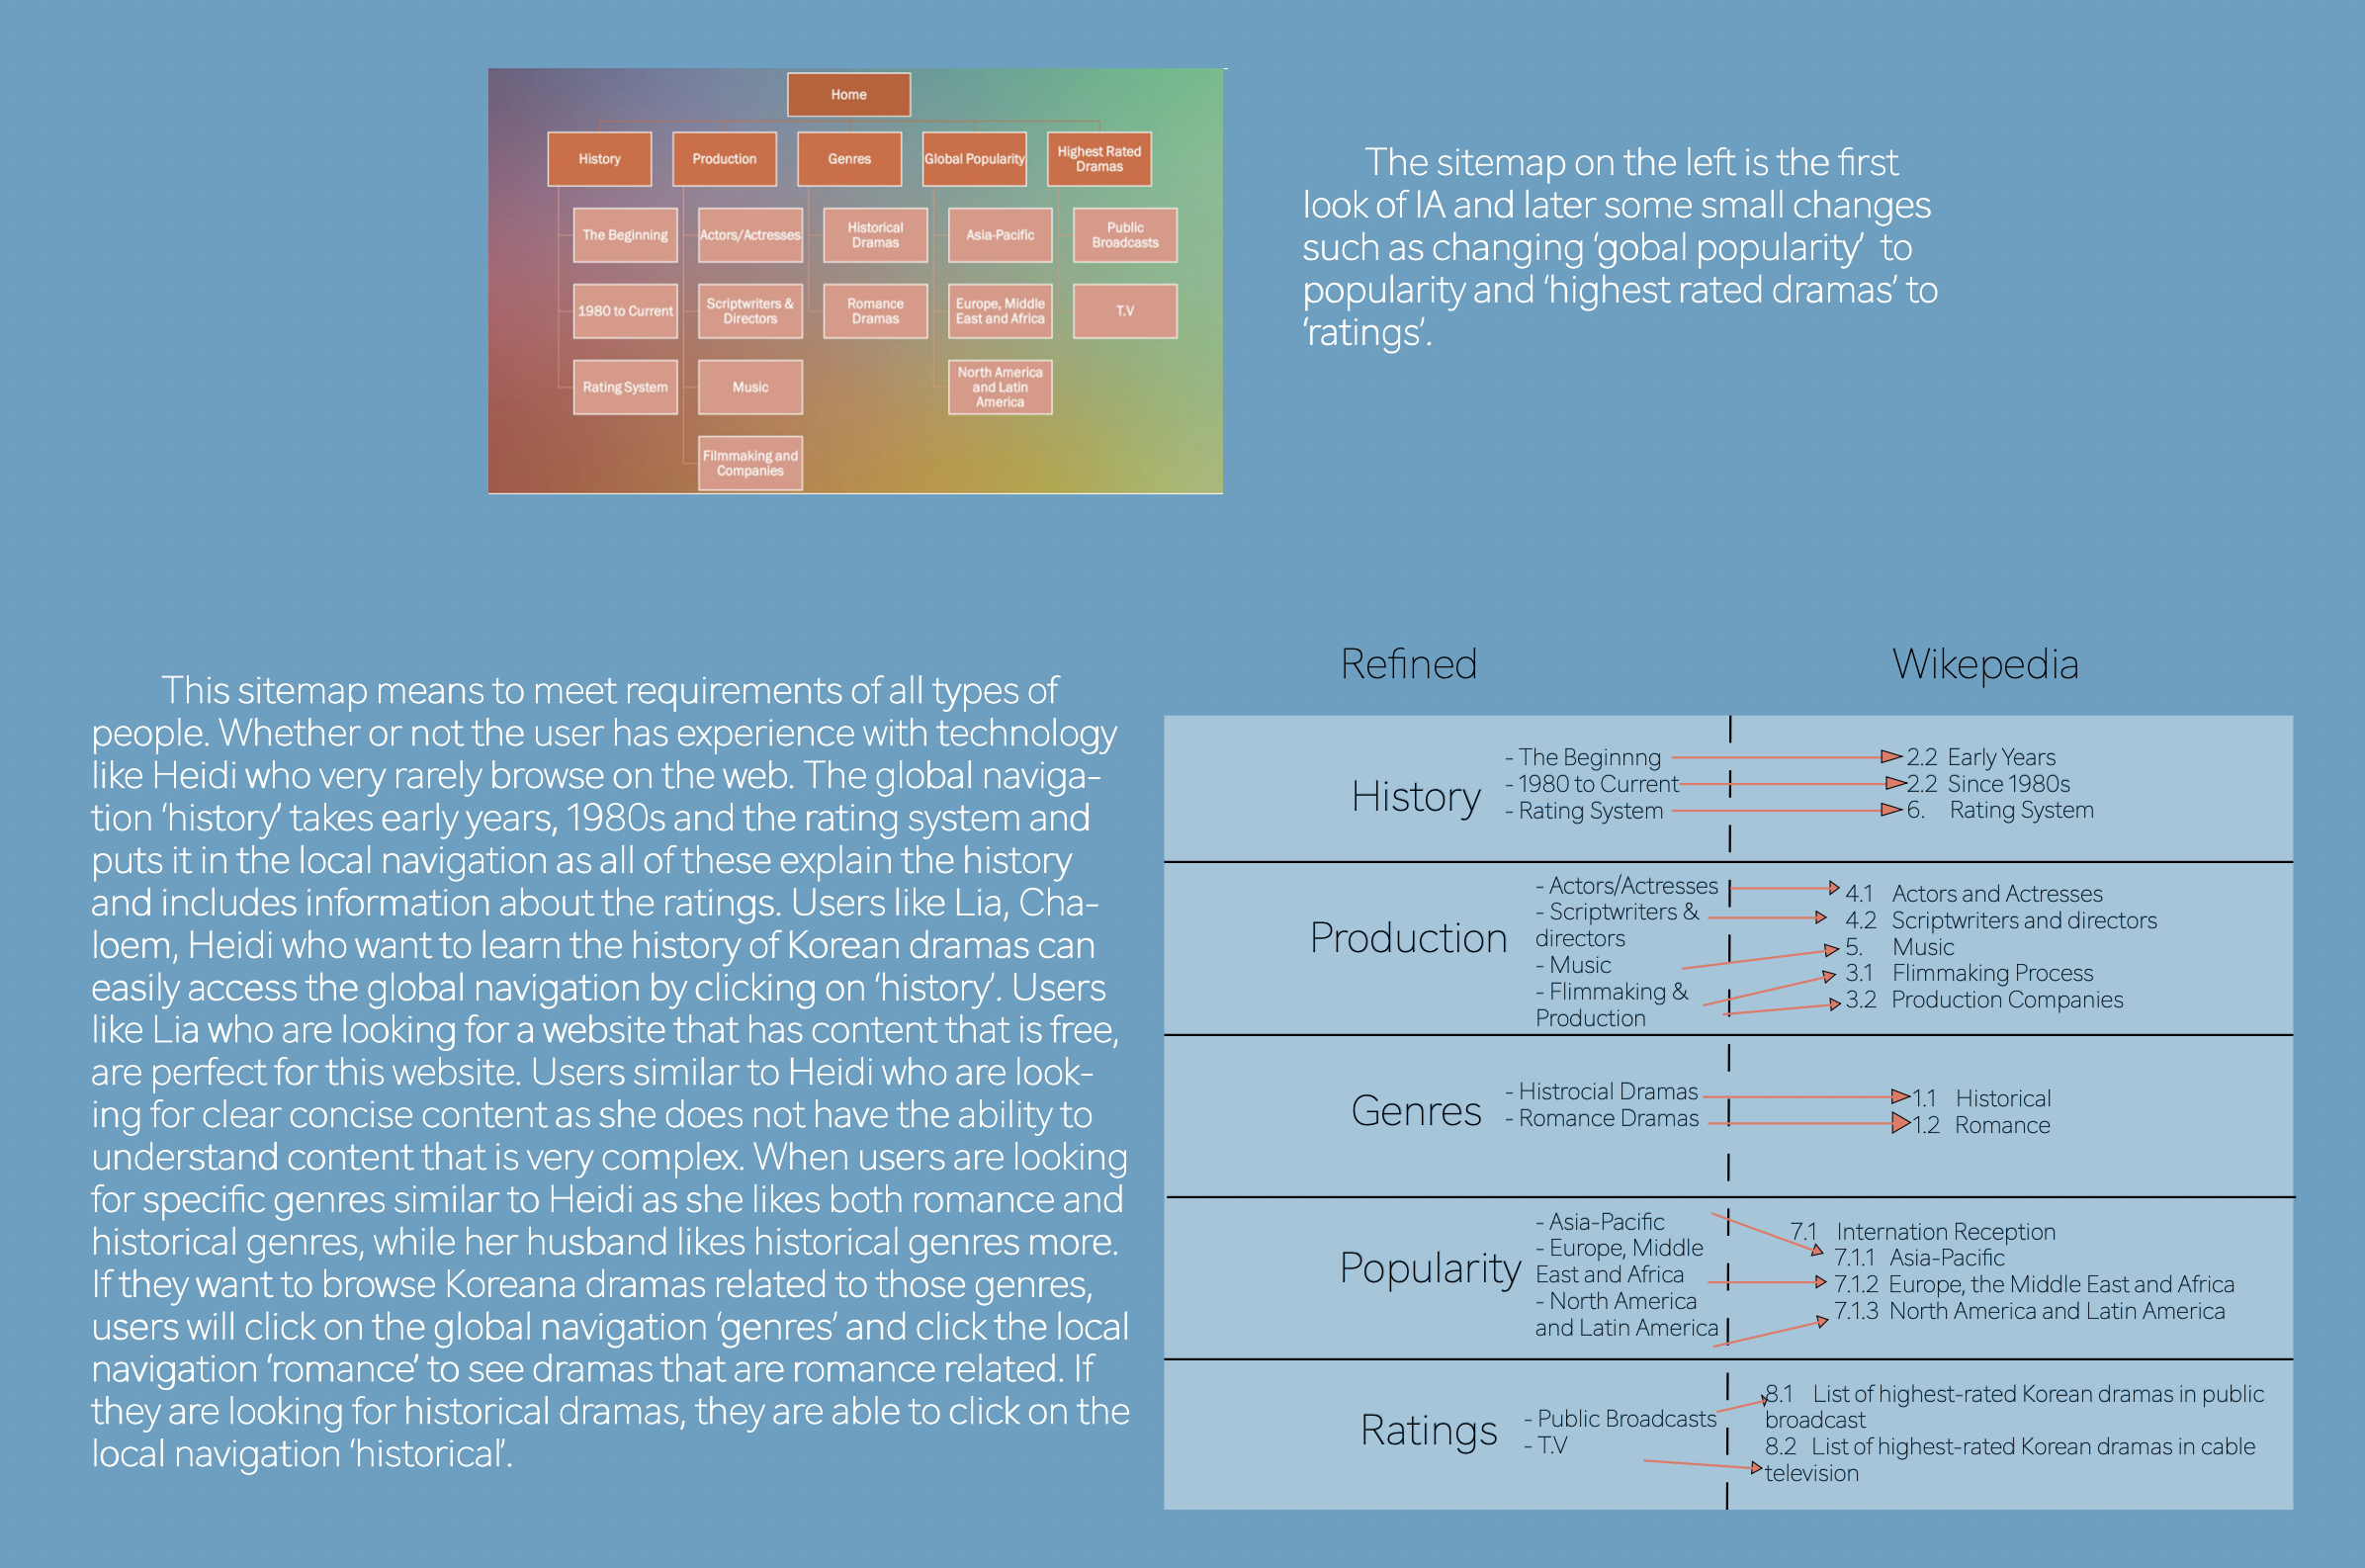 Home
History
Production
Genres
Global Popularity
Highest Rated
Dramas
The Beginning
Actors/Actresses
Historical
Dramas
Asia-Pacific
Public
Broadcasts
1980 to Current
Scriptwriters &
Directors
Romance
Dramas
Europe, Middle
East and Africa
T.V
Rating System
Music
North America
and Latin
America
Filmmaking and
Companies
The sitemap on the left is the first
look of IA and later some small changes
such as changing ‘gobal popularity’ to
popularity and ‘highest rated dramas’ to
‘ratings’.
This sitemap means to meet requirements of all types of
people. Whether or not the user has experience with technology
like Heidi who very rarely browse on the web. The global naviga-
tion ‘history’ takes early years, 1980s and the rating system and
puts it in the local navigation as all of these explain the history
and includes information about the ratings. Users like Lia, Cha-
loem, Heidi who want to learn the history of Korean dramas can
easily access the global navigation by clicking on ‘history’. Users
like Lia who are looking for a website that has content that is free,
are perfect for this website. Users similar to Heidi who are look-
ing for clear concise content as she does not have the ability to
understand content that is very complex. When users are looking
for specific genres similar to Heidi as she likes both romance and
historical genres, while her husband likes historical genres more.
If they want to browse Koreana dramas related to those genres,
users will click on the global navigation ‘genres’ and click the local
navigation ‘romance’ to see dramas that are romance related. If
they are looking for historical dramas, they are able to click on the
local navigation ‘historical’.
Refined
Wikepedia
History
- The Beginnng
- 1980 to Current
- Rating System
2.2 Early Years
2.2 Since 1980s
6. Rating System
Production
- Actors/Actresses
- Scriptwriters &
directors
- Music
- Flimmaking &
Production
4.1 Actors and Actresses
4.2 Scriptwriters and directors
5. Music
3.1 Flimmaking Process
3.2 Production Companies
Genres
- Histrocial Dramas
- Romance Dramas
1.1 Historical
1.2 Romance
Popularity
- Asia-Pacific
- Europe, Middle
East and Africa
- North America
and Latin America
7.1 Internation Reception
7.1.1 Asia-Pacific
7.1.2 Europe, the Middle East and Africa
7.1.3 North America and Latin America
Ratings
- Public Broadcasts
- T.V
8.1 List of highest-rated Korean dramas in public
broadcast
8.2 List of highest-rated Korean dramas in cable
television